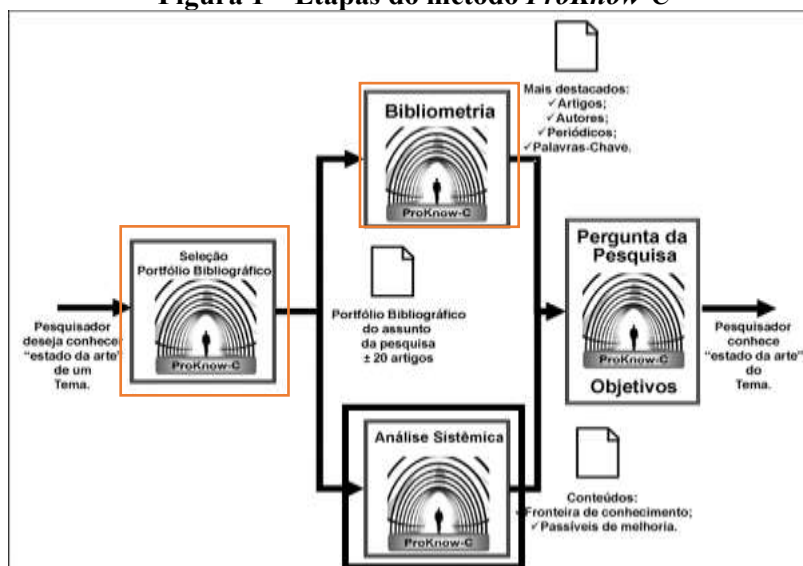 Figura 1 – Etapas do método ProKnow-C
Mais destacados:
✓Artigos;
✓Autores;
✓Periódicos;
✓Palavras-Chave.
Bibliometria
ProKnow-C
Seleção
Portfólio Bibliográfico
ProKnow-C
Pesquisador
deseja conhecer
“estado da arte”
de um
Tema.
Portfólio Bibliográfico
do assunto
da pesquisa
± 20 artigos
Pergunta da
Pesquisa
ProKnow-C
Objetivos
Pesquisador
conhece
“estado da arte”
do
Tema.
Análise Sistêmica
ProKnow-C
Conteúdos:
✓Fronteira de conhecimento;
✓Passíveis de melhoria.